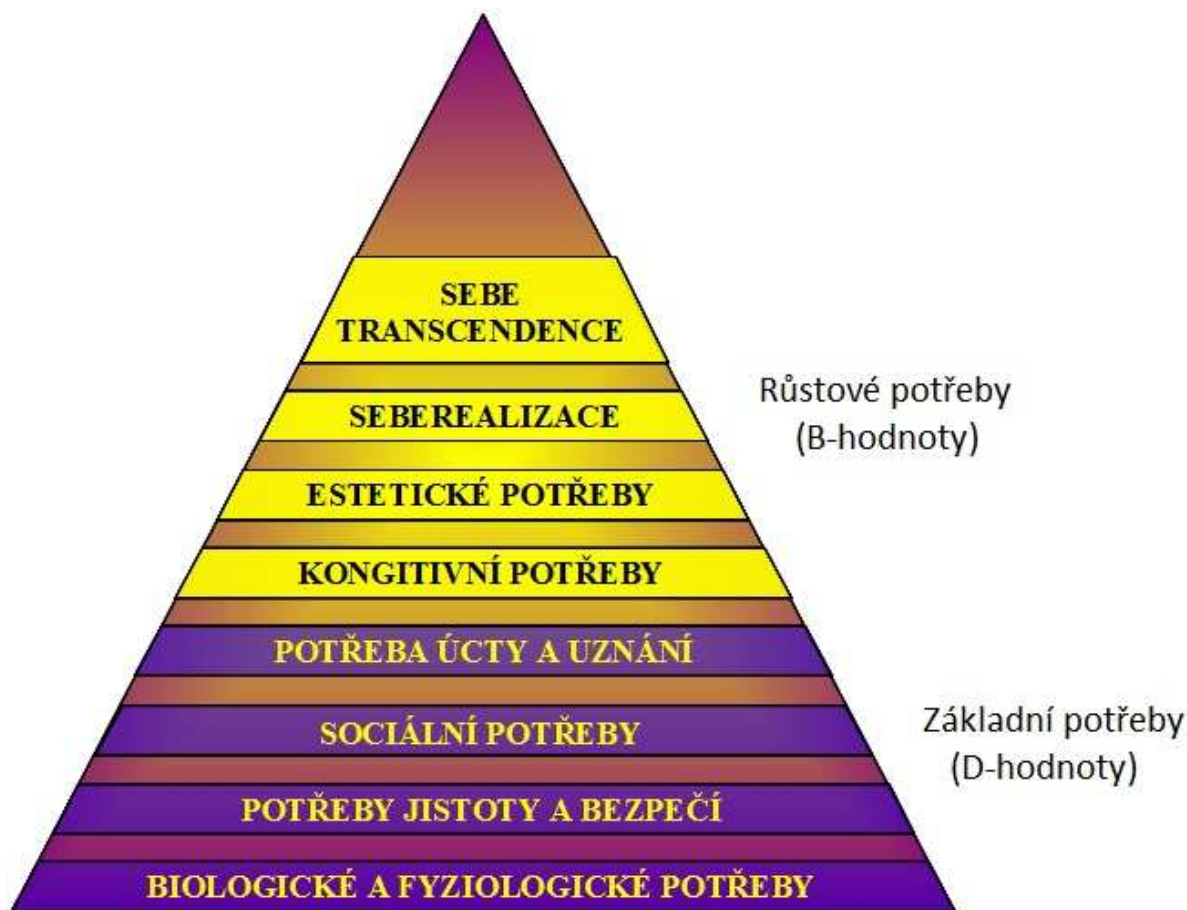 SEBE
TRANSCENDENCE
Růstové potřeby
(B-hodnoty)
SEBEREALIZACE
ESTETICKÉ POTŘEBY
KONGITIVNÍ POTŘEBY
POTŘEBA ÚCTY A UZNÁNÍ
Základní potřeby
(D-hodnoty)
SOCIÁLNÍ POTŘEBY
POTŘEBY JISTOTY A BEZPEČÍ
BIOLOGICKÉ A FYZIOLOGICKÉ POTŘEBY